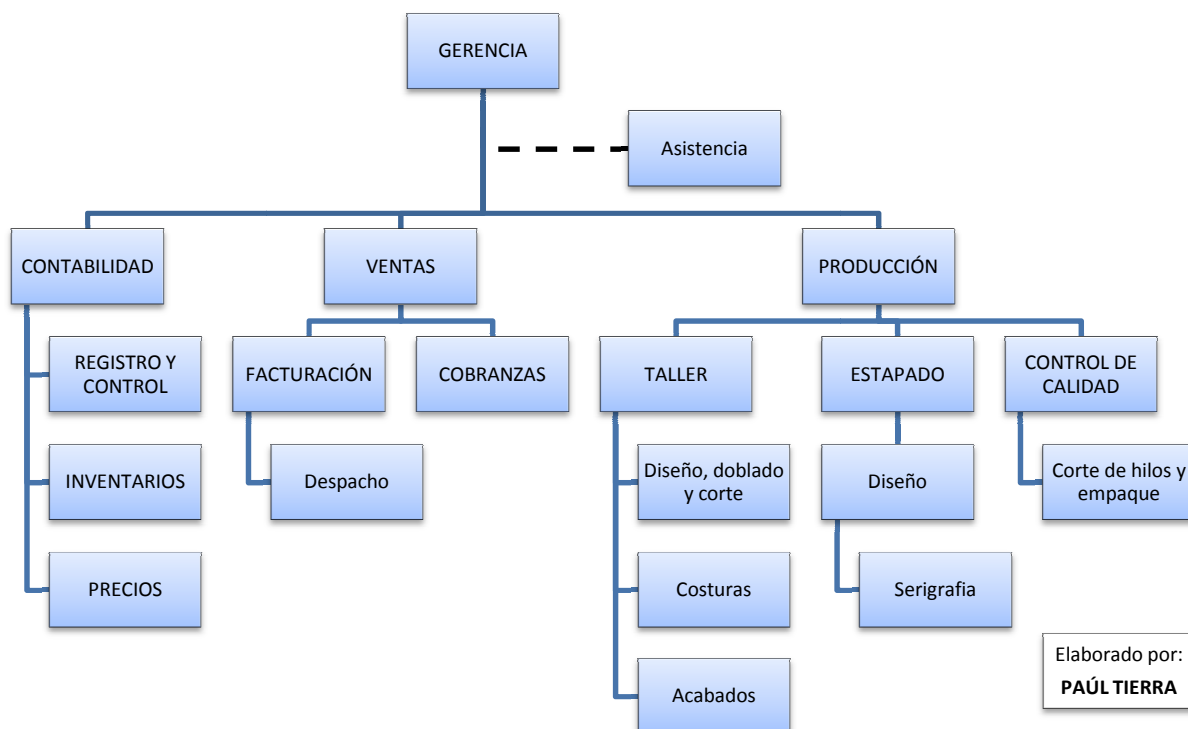 GERENCIA
Asistencia
CONTABILIDAD
VENTAS
PRODUCCIÓN
REGISTRO Y
CONTROL
FACTURACIÓN
COBRANZAS
TALLER
ESTAPADO
CONTROL DE
CALIDAD
INVENTARIOS
Despacho
Diseño, doblado
y corte
Diseño
Corte de hilos y
empaque
PRECIOS
Costuras
Serigrafia
Acabados
Elaborado por:
PAÚL TIERRA